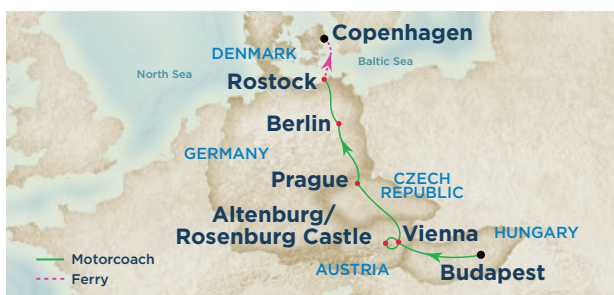 Copenhagen
DENMARK
Baltic Sea
North Sea
Rostock
Berlin
GERMANY
Prague
CZECH
REPUBLIC
Altenburg/
Rosenburg Castle
Vienna
HUNGARY
AUSTRIA
Budapest
Motorcoach
Ferry